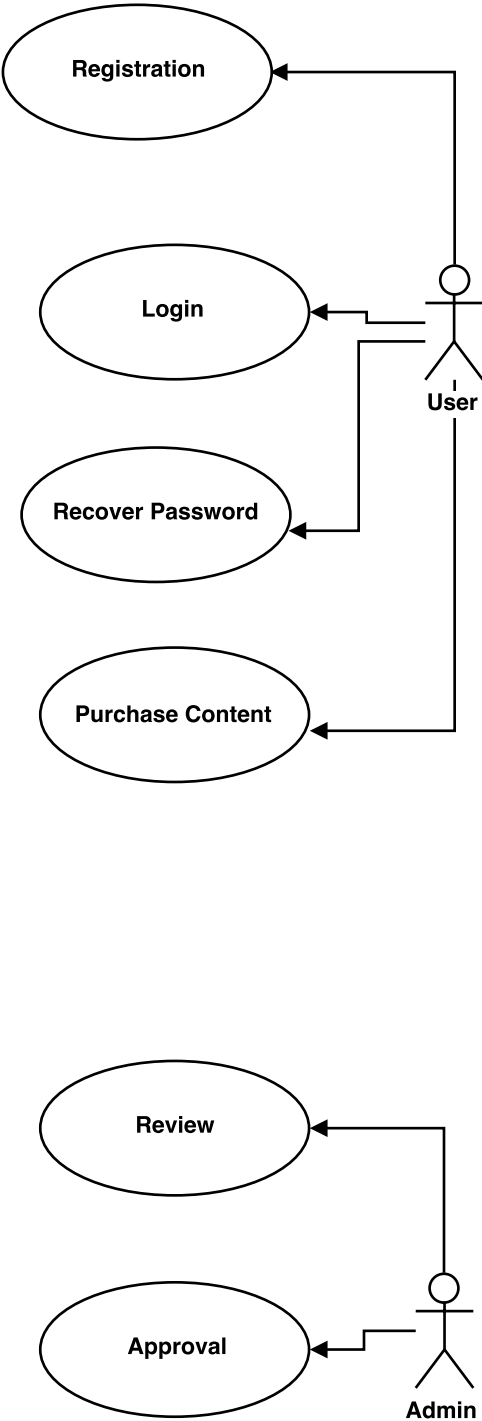 Registration
Login
User
Recover Password
Purchase Content
Review
Approval
Admin